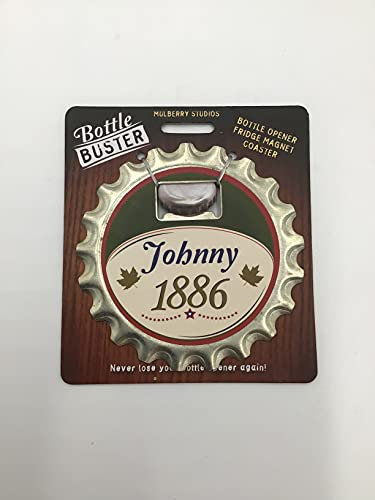 MULBERRY STUDIOS
Bottle
BUSTER
BOTTLE OPENER
FRIDGE MAGNET
COASTER
Johnny
1886
Never lose your bottle opener again!